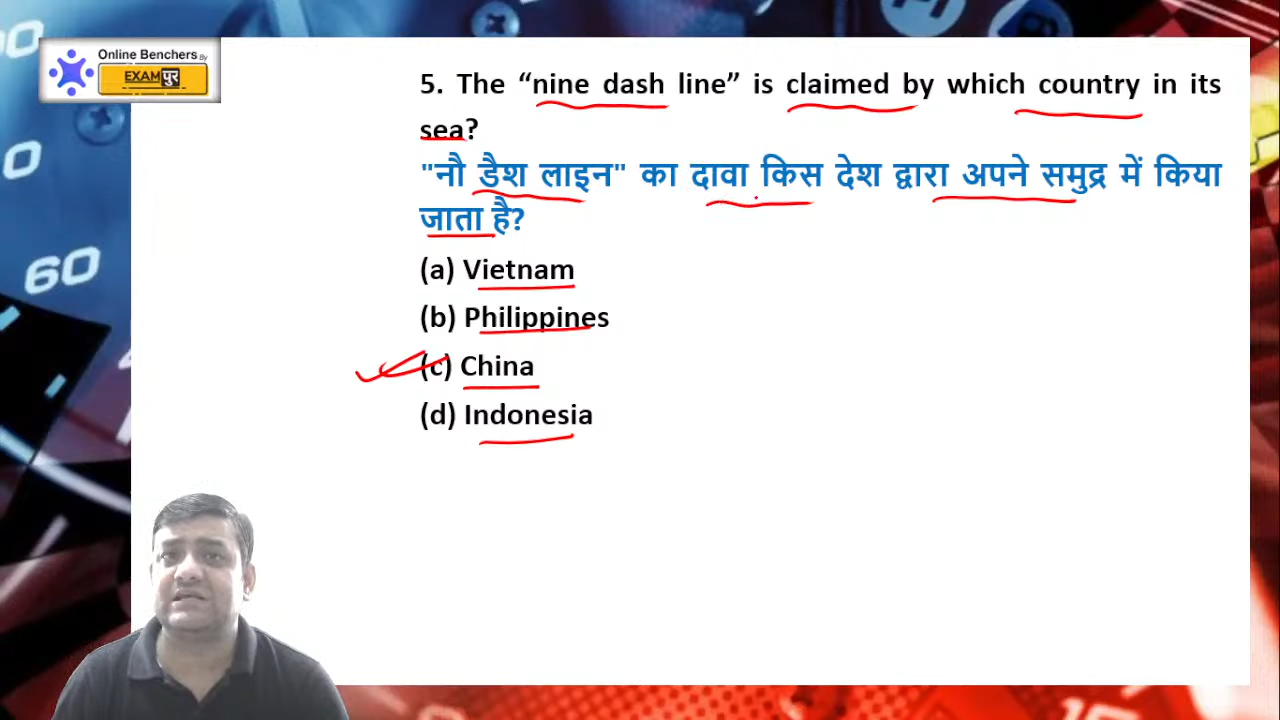 Online Benchers By
EXAMपुर
5. The “nine dash line” is claimed by which country in its
sea?
"नौ डैश लाइन" का दावा किस देश द्वारा अपने समुद्र में किया
जाता है?
(a) Vietnam
(b) Philippines
(c) China
(d) Indonesia
60